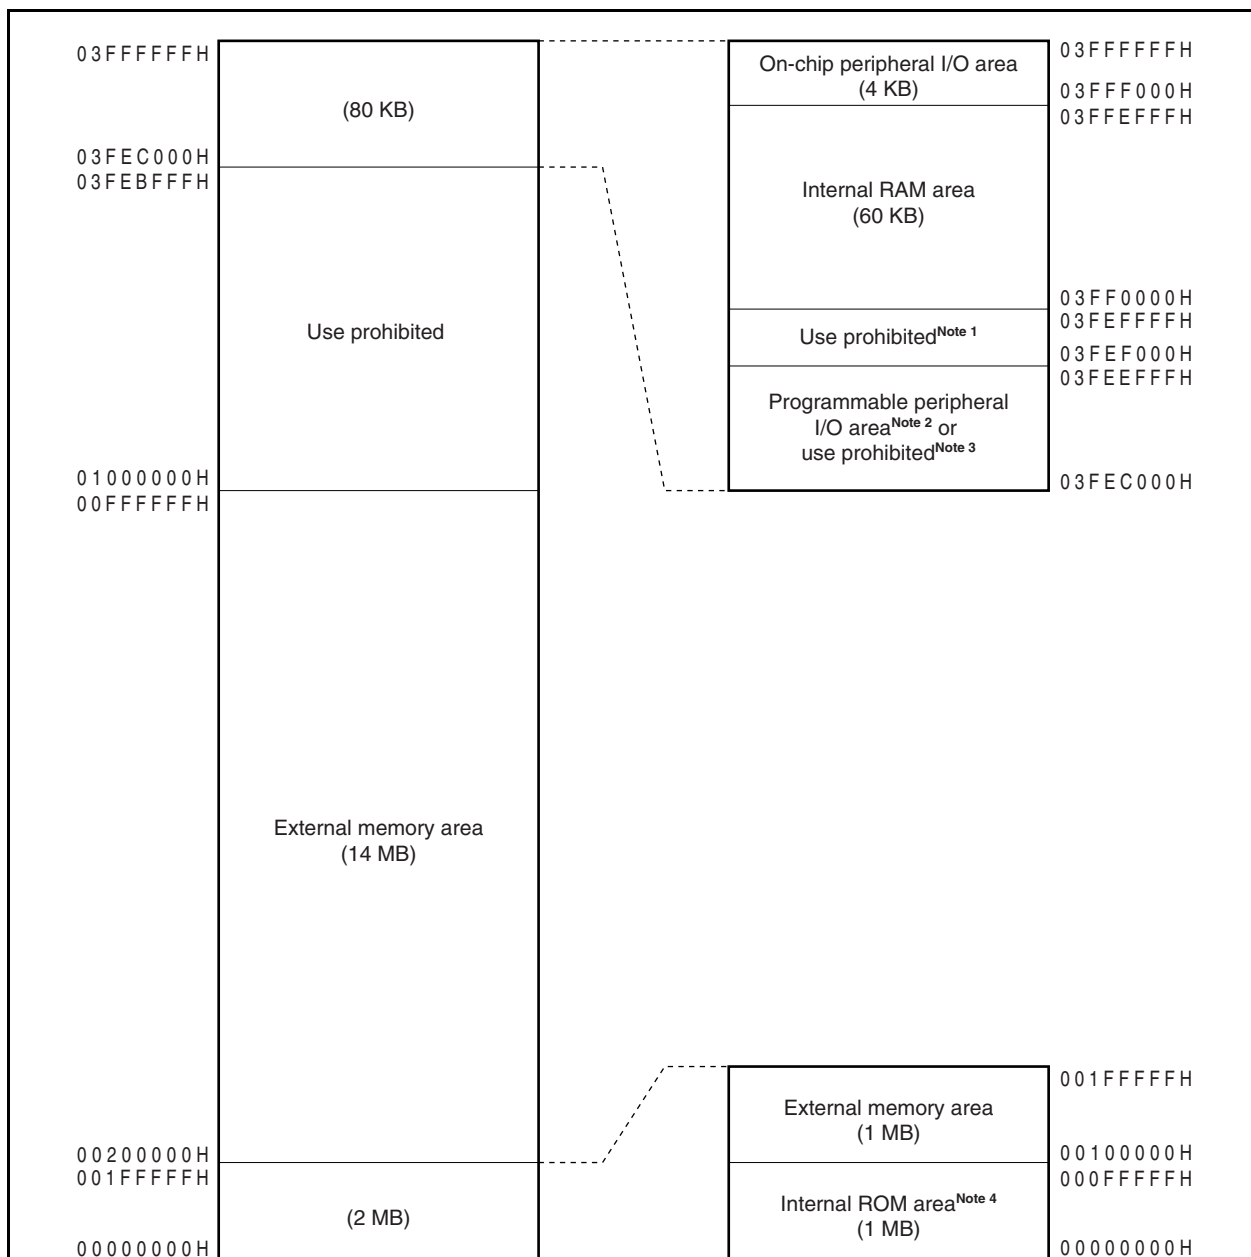 03FFFFFFH
(80 KB)
03FEC000H
03FEBFFFH
Use prohibited
01000000H
00FFFFFFH
External memory area
(14 MB)
00200000H
001FFFFFH
(2 MB)
00000000H
On-chip peripheral I/O area
(4 KB)
03FFFFFFH
03FFF000H
03FFEFFFH
Internal RAM area
(60 KB)
03FF0000H
03FEFFFFH
Use prohibitedNote 1
03FEF000H
03FEEFFFH
Programmable peripheral
I/O areaNote 2 or
use prohibitedNote 3
03FEC000H
001FFFFFH
External memory area
(1 MB)
00100000H
000FFFFFH
Internal ROM areaNote 4
(1 MB)
00000000H